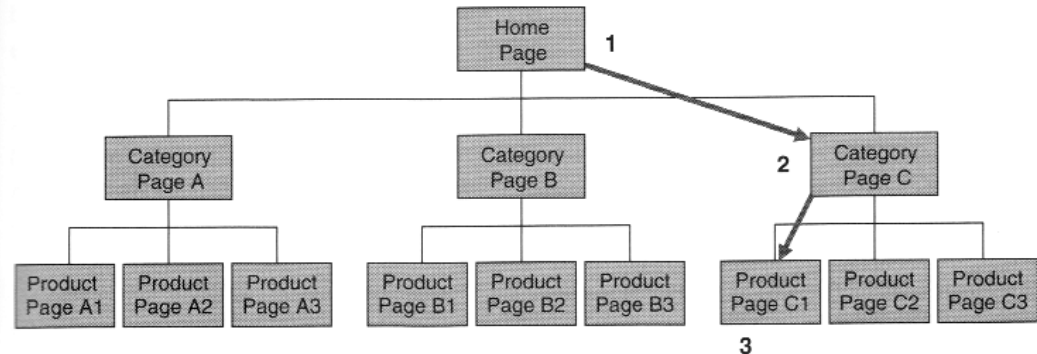 Home
Page
1
2
Category
Page A
Category
Page B
Category
Page C
Product
Page A1
Product
Page A2
Product
Page A3
Product
Page B1
Product
Page B2
Product
Page B3
Product
Page C1
Product
Page C2
Product
Page C3
3